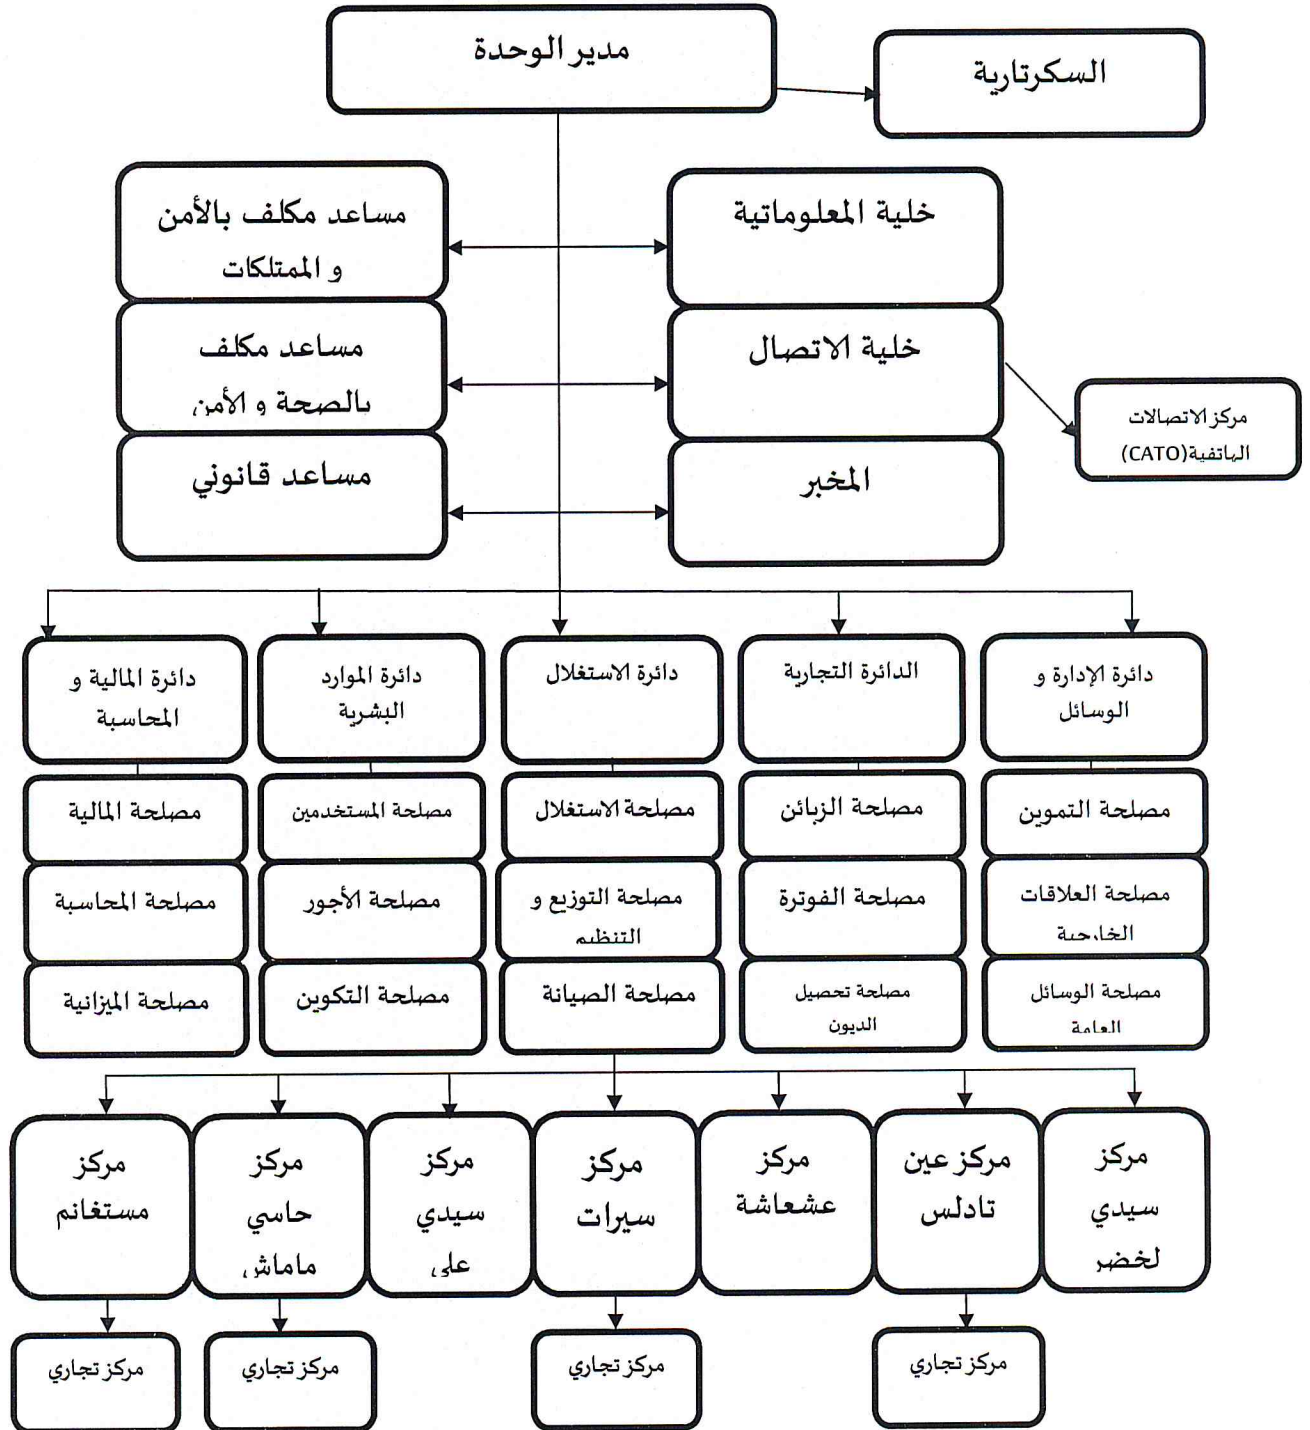 مدير الوحدة
السكرتارية
خلية المعلوماتية
مساعد مكلف بالأمن
و الممتلكات
خلية الاتصال
مساعد مكلف
بالصحة و الأمن
مركز الاتصالات
الهاتفية(CATO)
المخبر
مساعد قانوني
دائرة الإدارة و
الوسائل
الدائرة التجارية
دائرة الاستغلال
دائرة الموارد
البشرية
دائرة المالية و
المحاسبة
مصلحة التموين
مصلحة الزبائن
مصلحة الاستغلال
مصلحة المستخدمين
مصلحة المالية
مصلحة العلاقات
الخارجية
مصلحة الفوترة
مصلحة التوزيع و
التنظيم
مصلحة الأجور
مصلحة المحاسبة
مصلحة الوسائل
العامة
مصلحة تحصيل
الديون
مصلحة الصيانة
مصلحة التكوين
مصلحة الميزانية
مركز
سيدي
لخضر
مركز عين
تادلس
مركز
عشعاشة
مركز
سيرات
مركز
سيدي
علي
مركز
حاسي
ماماش
مركز
مستغانم
مركز تجاري
مركز تجاري
مركز تجاري
مركز تجاري